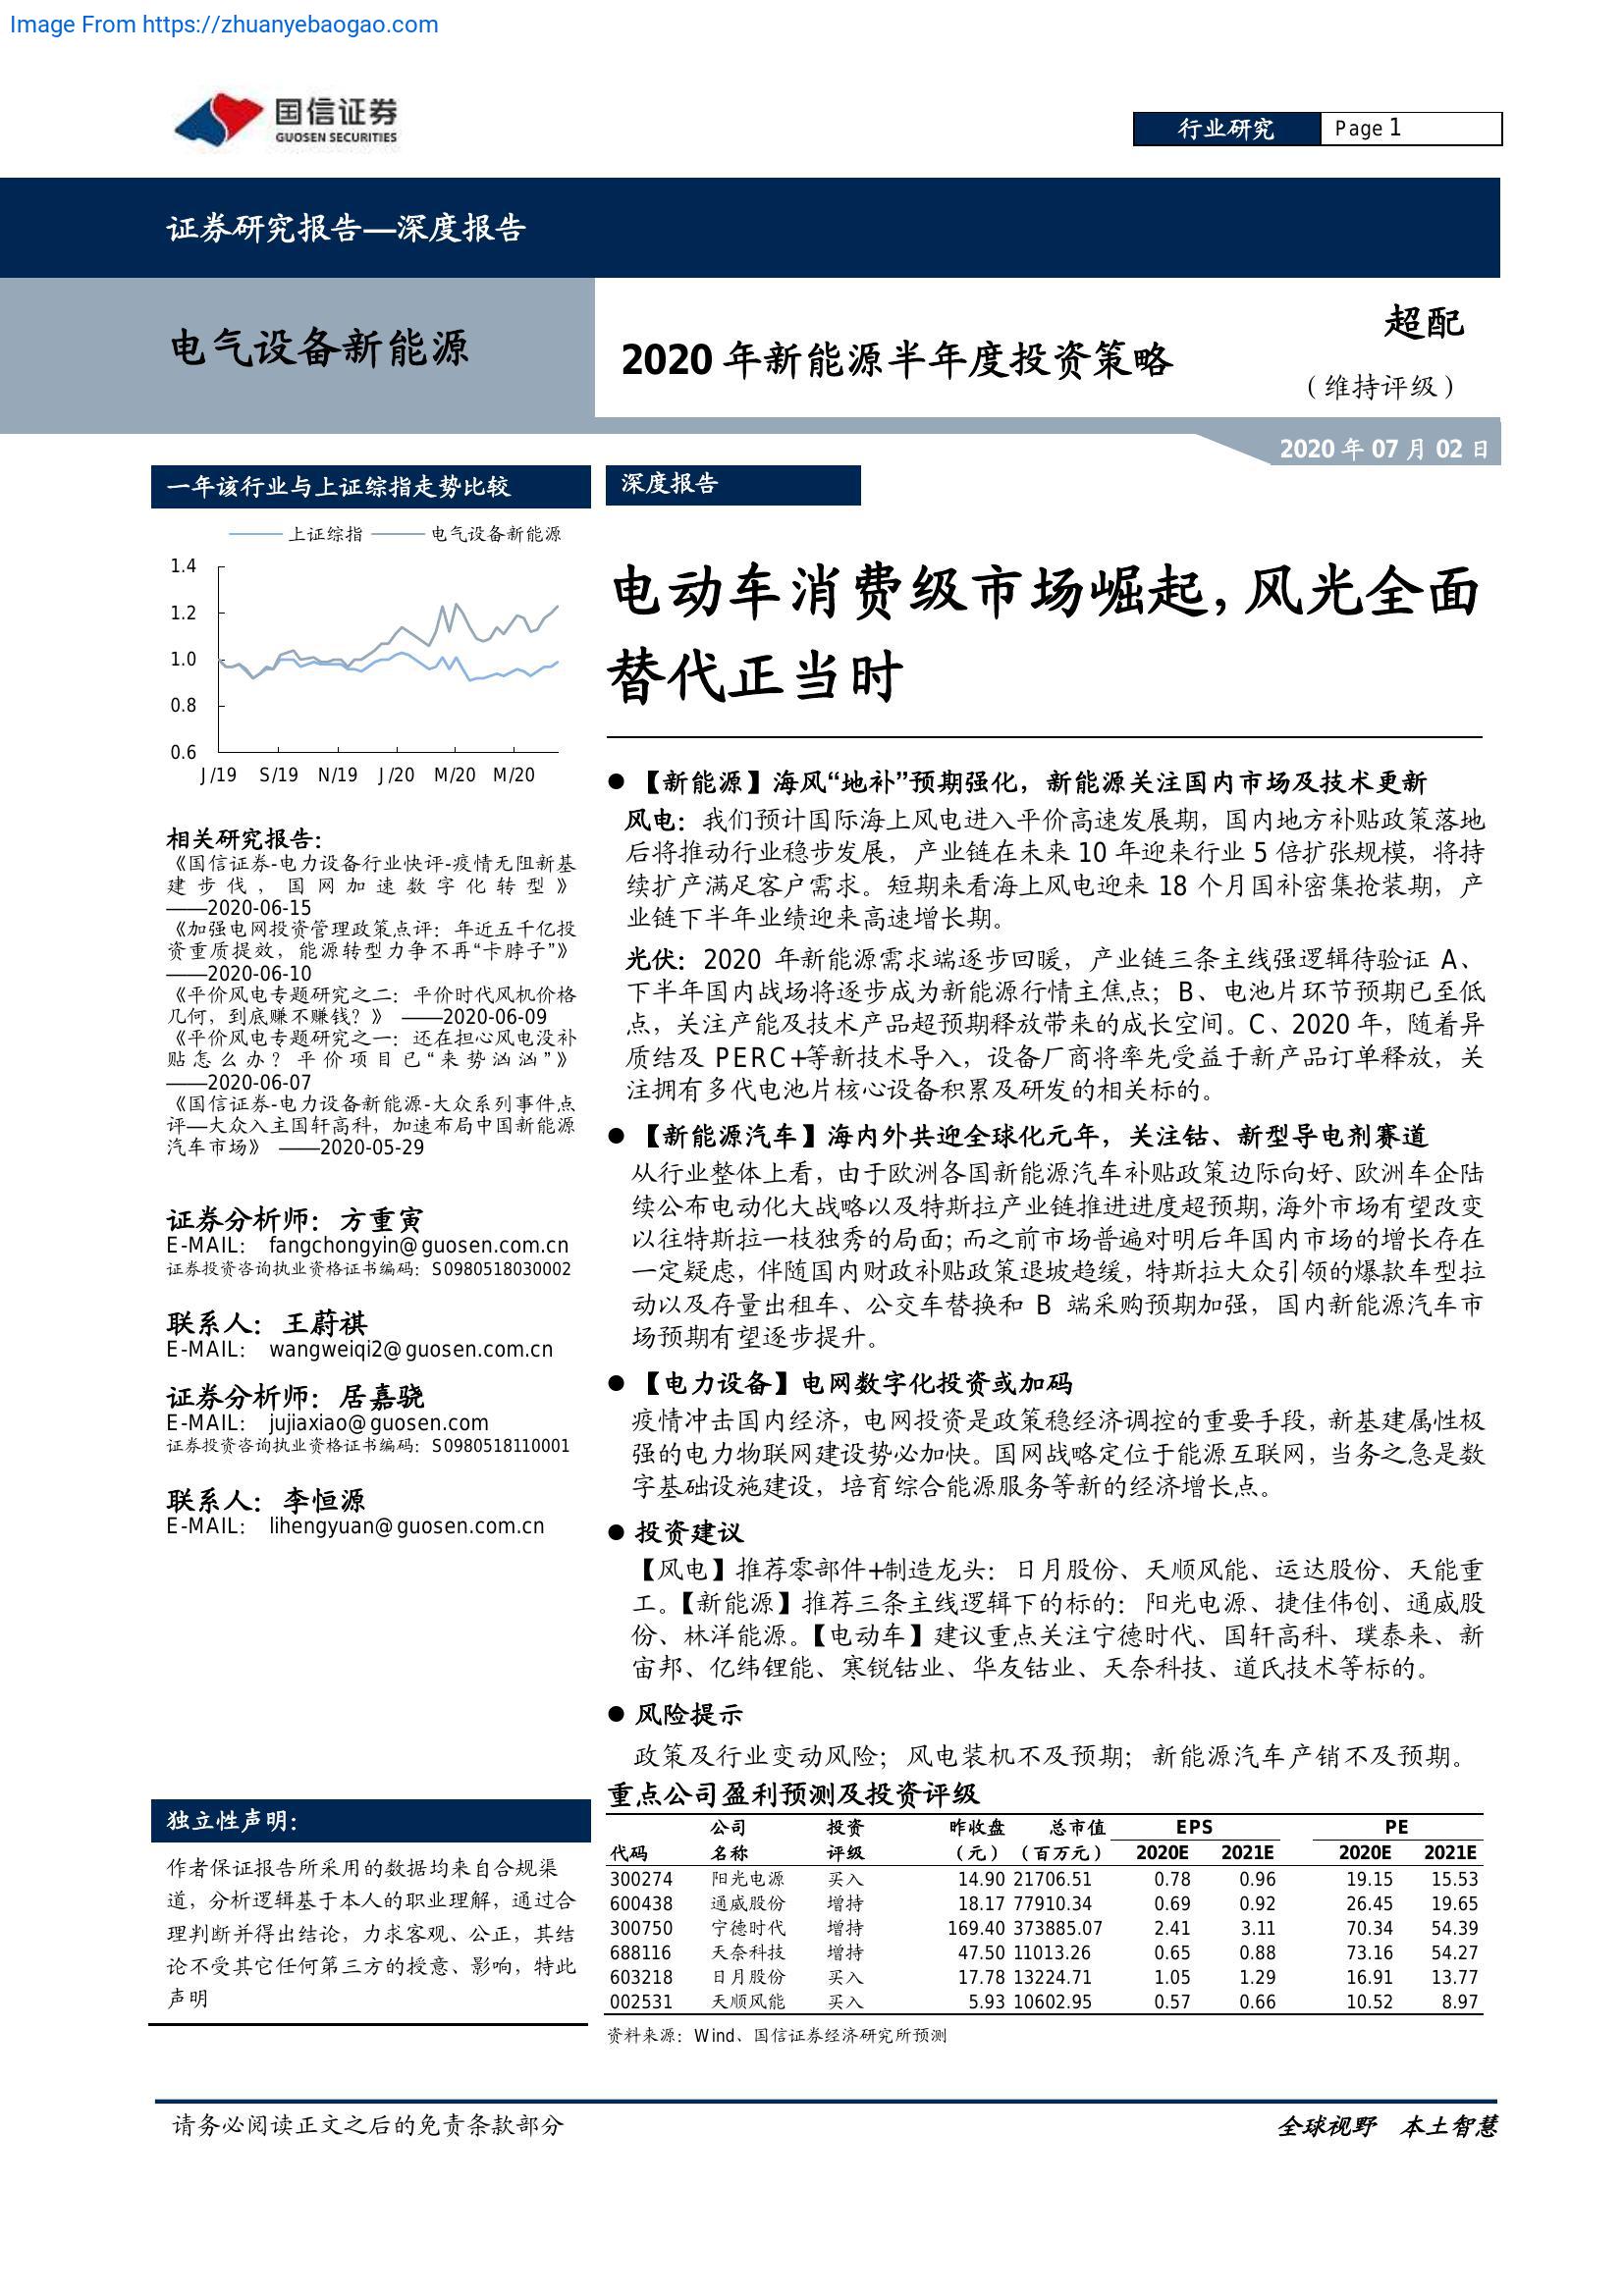 Image From https://zhuanyebaogao.com
国信证券
GUOSEN SECURITIES
行业研究 Page 1
证券研究报告—深度报告
电气设备新能源
2020 年新能源半年度投资策略
超配
（维持评级）
2020 年 07 月 02 日
一年该行业与上证综指走势比较
上证综指 电气设备新能源
1.4
1.2
1.0
0.8
0.6
J/19 S/19 N/19 J/20 M/20 M/20
相关研究报告：
《国信证券-电力设备行业快评-疫情无阻新基
建步伐，国网加速数字化转型》
——2020-06-15
《加强电网投资管理政策点评：年近五千亿投
资重质提效，能源转型力争不再“卡脖子”》
——2020-06-10
《平价风电专题研究之二：平价时代风机价格
几何，到底赚不赚钱？》 ——2020-06-09
《平价风电专题研究之一：还在担心风电没补
贴怎么办？平价项目已“来势汹汹”》
——2020-06-07
《国信证券-电力设备新能源-大众系列事件点
评—大众入主国轩高科，加速布局中国新能源
汽车市场》 ——2020-05-29
证券分析师：方重寅
E-MAIL： fangchongyin@guosen.com.cn
证券投资咨询执业资格证书编码：S0980518030002
联系人：王蔚祺
E-MAIL： wangweiqi2@guosen.com.cn
证券分析师：居嘉骁
E-MAIL： jujiaxiao@guosen.com
证券投资咨询执业资格证书编码：S0980518110001
联系人：李恒源
E-MAIL： lihengyuan@guosen.com.cn
独立性声明：
作者保证报告所采用的数据均来自合规渠
道，分析逻辑基于本人的职业理解，通过合
理判断并得出结论，力求客观、公正，其结
论不受其它任何第三方的授意、影响，特此
声明
深度报告
电动车消费级市场崛起，风光全面
替代正当时
● 【新能源】海风“地补”预期强化，新能源关注国内市场及技术更新
风电：我们预计国际海上风电进入平价高速发展期，国内地方补贴政策落地
后将推动行业稳步发展，产业链在未来 10 年迎来行业 5 倍扩张规模，将持
续扩产满足客户需求。短期来看海上风电迎来 18 个月国补密集抢装期，产
业链下半年业绩迎来高速增长期。
光伏：2020 年新能源需求端逐步回暖，产业链三条主线强逻辑待验证 A、
下半年国内战场将逐步成为新能源行情主焦点；B、电池片环节预期已至低
点，关注产能及技术产品超预期释放带来的成长空间。C、2020 年，随着异
质结及 PERC+等新技术导入，设备厂商将率先受益于新产品订单释放，关
注拥有多代电池片核心设备积累及研发的相关标的。
● 【新能源汽车】海内外共迎全球化元年，关注钴、新型导电剂赛道
从行业整体上看，由于欧洲各国新能源汽车补贴政策边际向好、欧洲车企陆
续公布电动化大战略以及特斯拉产业链推进进度超预期，海外市场有望改变
以往特斯拉一枝独秀的局面；而之前市场普遍对明后年国内市场的增长存在
一定疑虑，伴随国内财政补贴政策退坡趋缓，特斯拉大众引领的爆款车型拉
动以及存量出租车、公交车替换和 B 端采购预期加强，国内新能源汽车市
场预期有望逐步提升。
● 【电力设备】电网数字化投资或加码
疫情冲击国内经济，电网投资是政策稳经济调控的重要手段，新基建属性极
强的电力物联网建设势必加快。国网战略定位于能源互联网，当务之急是数
字基础设施建设，培育综合能源服务等新的经济增长点。
● 投资建议
【风电】推荐零部件+制造龙头：日月股份、天顺风能、运达股份、天能重
工。【新能源】推荐三条主线逻辑下的标的：阳光电源、捷佳伟创、通威股
份、林洋能源。【电动车】建议重点关注宁德时代、国轩高科、璞泰来、新
宙邦、亿纬锂能、寒锐钴业、华友钴业、天奈科技、道氏技术等标的。
● 风险提示
政策及行业变动风险；风电装机不及预期；新能源汽车产销不及预期。
重点公司盈利预测及投资评级
公司 投资 昨收盘 总市值 EPS PE
代码 名称 评级 （元） （百万元） 2020E 2021E 2020E 2021E
300274 阳光电源 买入 14.90 21706.51 0.78 0.96 19.15 15.53
600438 通威股份 增持 18.17 77910.34 0.69 0.92 26.45 19.65
300750 宁德时代 增持 169.40 373885.07 2.41 3.11 70.34 54.39
688116 天奈科技 增持 47.50 11013.26 0.65 0.88 73.16 54.27
603218 日月股份 买入 17.78 13224.71 1.05 1.29 16.91 13.77
002531 天顺风能 买入 5.93 10602.95 0.57 0.66 10.52 8.97
资料来源：Wind、国信证券经济研究所预测
请务必阅读正文之后的免责条款部分
全球视野 本土智慧